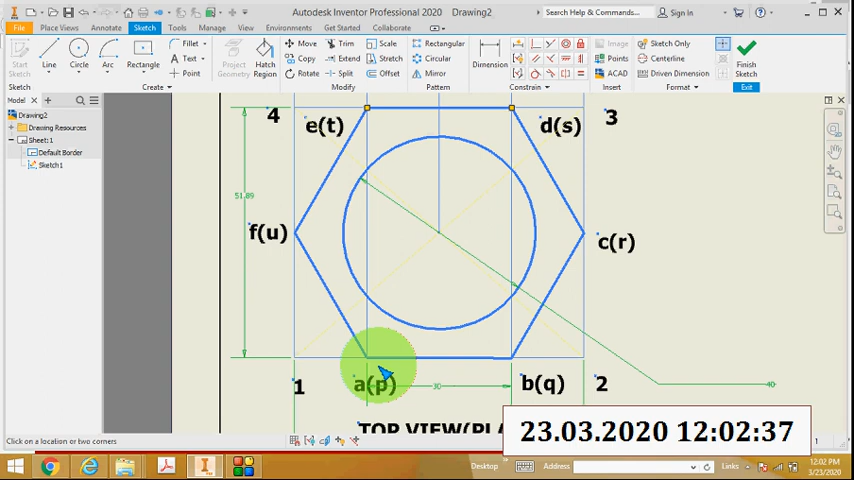 Autodesk Inventor Professional 2020 Drawing2
Search Help & Commands...
Sign In
File Place Views Annotate Sketch Tools Manage View Environments Get Started Collaborate
Start Sketch
Line
Circle
Arc
Rectangle
Fillet
Text
Point
Project Geometry
Hatch Region
Move Trim Scale
Copy Extend Stretch
Rotate Split Offset
Rectangular
Circular
Mirror
Dimension
Image
Points
ACAD
Sketch Only
Centerline
Driven Dimension
Finish Sketch
Sketch Create Modify Pattern Constrain Insert Format Exit
Model
Drawing2
Drawing Resources
Sheet:1
Default Border
Sketch1
4
e(t)
d(s)
3
51.89
f(u)
c(r)
1
a(p)
30
b(q)
2
40
TOP VIEW(PLA
23.03.2020 12:02:37
Click on a location or two corners
1
Desktop
Address
Links
12:02 PM
3/23/2020